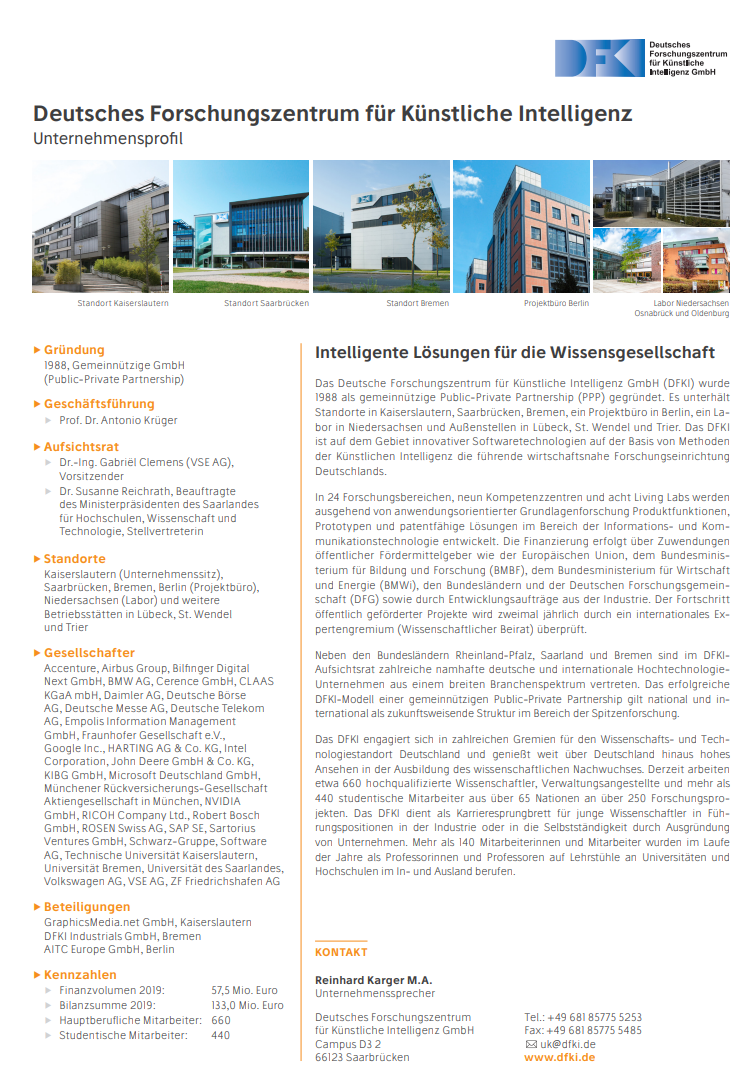 DFKI
Deutsches
Forschungszentrum
für Künstliche
Intelligenz GmbH
Deutsches Forschungszentrum für Künstliche Intelligenz
Unternehmensprofil
Standort Kaiserslautern
Standort Saarbrücken
Standort Bremen
Projektbüro Berlin
Labor Niedersachsen
Osnabrück und Oldenburg
Gründung
1988, Gemeinnützige GmbH
(Public-Private Partnership)
Geschäftsführung
Prof. Dr. Antonio Krüger
Aufsichtsrat
Dr.-Ing. Gabriël Clemens (VSE AG),
Vorsitzender
Dr. Susanne Reichrath, Beauftragte
des Ministerpräsidenten des Saarlandes
für Hochschulen, Wissenschaft und
Technologie, Stellvertreterin
Standorte
Kaiserslautern (Unternehmenssitz),
Saarbrücken, Bremen, Berlin (Projektbüro),
Niedersachsen (Labor) und weitere
Betriebsstätten in Lübeck, St. Wendel
und Trier
Gesellschafter
Accenture, Airbus Group, Bilfinger Digital
Next GmbH, BMW AG, Cerence GmbH, CLAAS
KGaA mbH, Daimler AG, Deutsche Börse
AG, Deutsche Messe AG, Deutsche Telekom
AG, Empolis Information Management
GmbH, Fraunhofer Gesellschaft e.V.,
Google Inc., HARTING AG & Co. KG, Intel
Corporation, John Deere GmbH & Co. KG,
KIBG GmbH, Microsoft Deutschland GmbH,
Münchener Rückversicherungs-Gesellschaft
Aktiengesellschaft in München, NVIDIA
GmbH, RICOH Company Ltd., Robert Bosch
GmbH, ROSEN Swiss AG, SAP SE, Sartorius
Ventures GmbH, Schwarz-Gruppe, Software
AG, Technische Universität Kaiserslautern,
Universität Bremen, Universität des Saarlandes,
Volkswagen AG, VSE AG, ZF Friedrichshafen AG
Beteiligungen
GraphicsMedia.net GmbH, Kaiserslautern
DFKI Industrials GmbH, Bremen
AITC Europe GmbH, Berlin
Kennzahlen
Finanzvolumen 2019: 57,5 Mio. Euro
Bilanzsumme 2019: 133,0 Mio. Euro
Hauptberufliche Mitarbeiter: 660
Studentische Mitarbeiter: 440
Intelligente Lösungen für die Wissensgesellschaft
Das Deutsche Forschungszentrum für Künstliche Intelligenz GmbH (DFKI) wurde
1988 als gemeinnützige Public-Private Partnership (PPP) gegründet. Es unterhält
Standorte in Kaiserslautern, Saarbrücken, Bremen, ein Projektbüro in Berlin, ein La-
bor in Niedersachsen und Außenstellen in Lübeck, St. Wendel und Trier. Das DFKI
ist auf dem Gebiet innovativer Softwaretechnologien auf der Basis von Methoden
der Künstlichen Intelligenz die führende wirtschaftsnahe Forschungseinrichtung
Deutschlands.
In 24 Forschungsbereichen, neun Kompetenzzentren und acht Living Labs werden
ausgehend von anwendungsorientierter Grundlagenforschung Produktfunktionen,
Prototypen und patentfähige Lösungen im Bereich der Informations- und Kom-
munikationstechnologie entwickelt. Die Finanzierung erfolgt über Zuwendungen
öffentlicher Fördermittelgeber wie der Europäischen Union, dem Bundesminis-
terium für Bildung und Forschung (BMBF), dem Bundesministerium für Wirtschaft
und Energie (BMWi), den Bundesländern und der Deutschen Forschungsgemein-
schaft (DFG) sowie durch Entwicklungsaufträge aus der Industrie. Der Fortschritt
öffentlich geförderter Projekte wird zweimal jährlich durch ein internationales Ex-
pertengremium (Wissenschaftlicher Beirat) überprüft.
Neben den Bundesländern Rheinland-Pfalz, Saarland und Bremen sind im DFKI-
Aufsichtsrat zahlreiche namhafte deutsche und internationale Hochtechnologie-
Unternehmen aus einem breiten Branchenspektrum vertreten. Das erfolgreiche
DFKI-Modell einer gemeinnützigen Public-Private Partnership gilt national und in-
ternational als zukunftsweisende Struktur im Bereich der Spitzenforschung.
Das DFKI engagiert sich in zahlreichen Gremien für den Wissenschafts- und Tech-
nologiestandort Deutschland und genießt weit über Deutschland hinaus hohes
Ansehen in der Ausbildung des wissenschaftlichen Nachwuchses. Derzeit arbeiten
etwa 660 hochqualifizierte Wissenschaftler, Verwaltungsangestellte und mehr als
440 studentische Mitarbeiter aus über 65 Nationen an über 250 Forschungspro-
jekten. Das DFKI dient als Karrieresprungbrett für junge Wissenschaftler in Füh-
rungspositionen in der Industrie oder in die Selbstständigkeit durch Ausgründung
von Unternehmen. Mehr als 140 Mitarbeiterinnen und Mitarbeiter wurden im Laufe
der Jahre als Professorinnen und Professoren auf Lehrstühle an Universitäten und
Hochschulen im In- und Ausland berufen.
KONTAKT
Reinhard Karger M.A.
Unternehmenssprecher
Deutsches Forschungszentrum
für Künstliche Intelligenz GmbH
Campus D3 2
66123 Saarbrücken
Tel.: +49 681 85775 5253
Fax: +49 681 85775 5485
uk@dfki.de
www.dfki.de